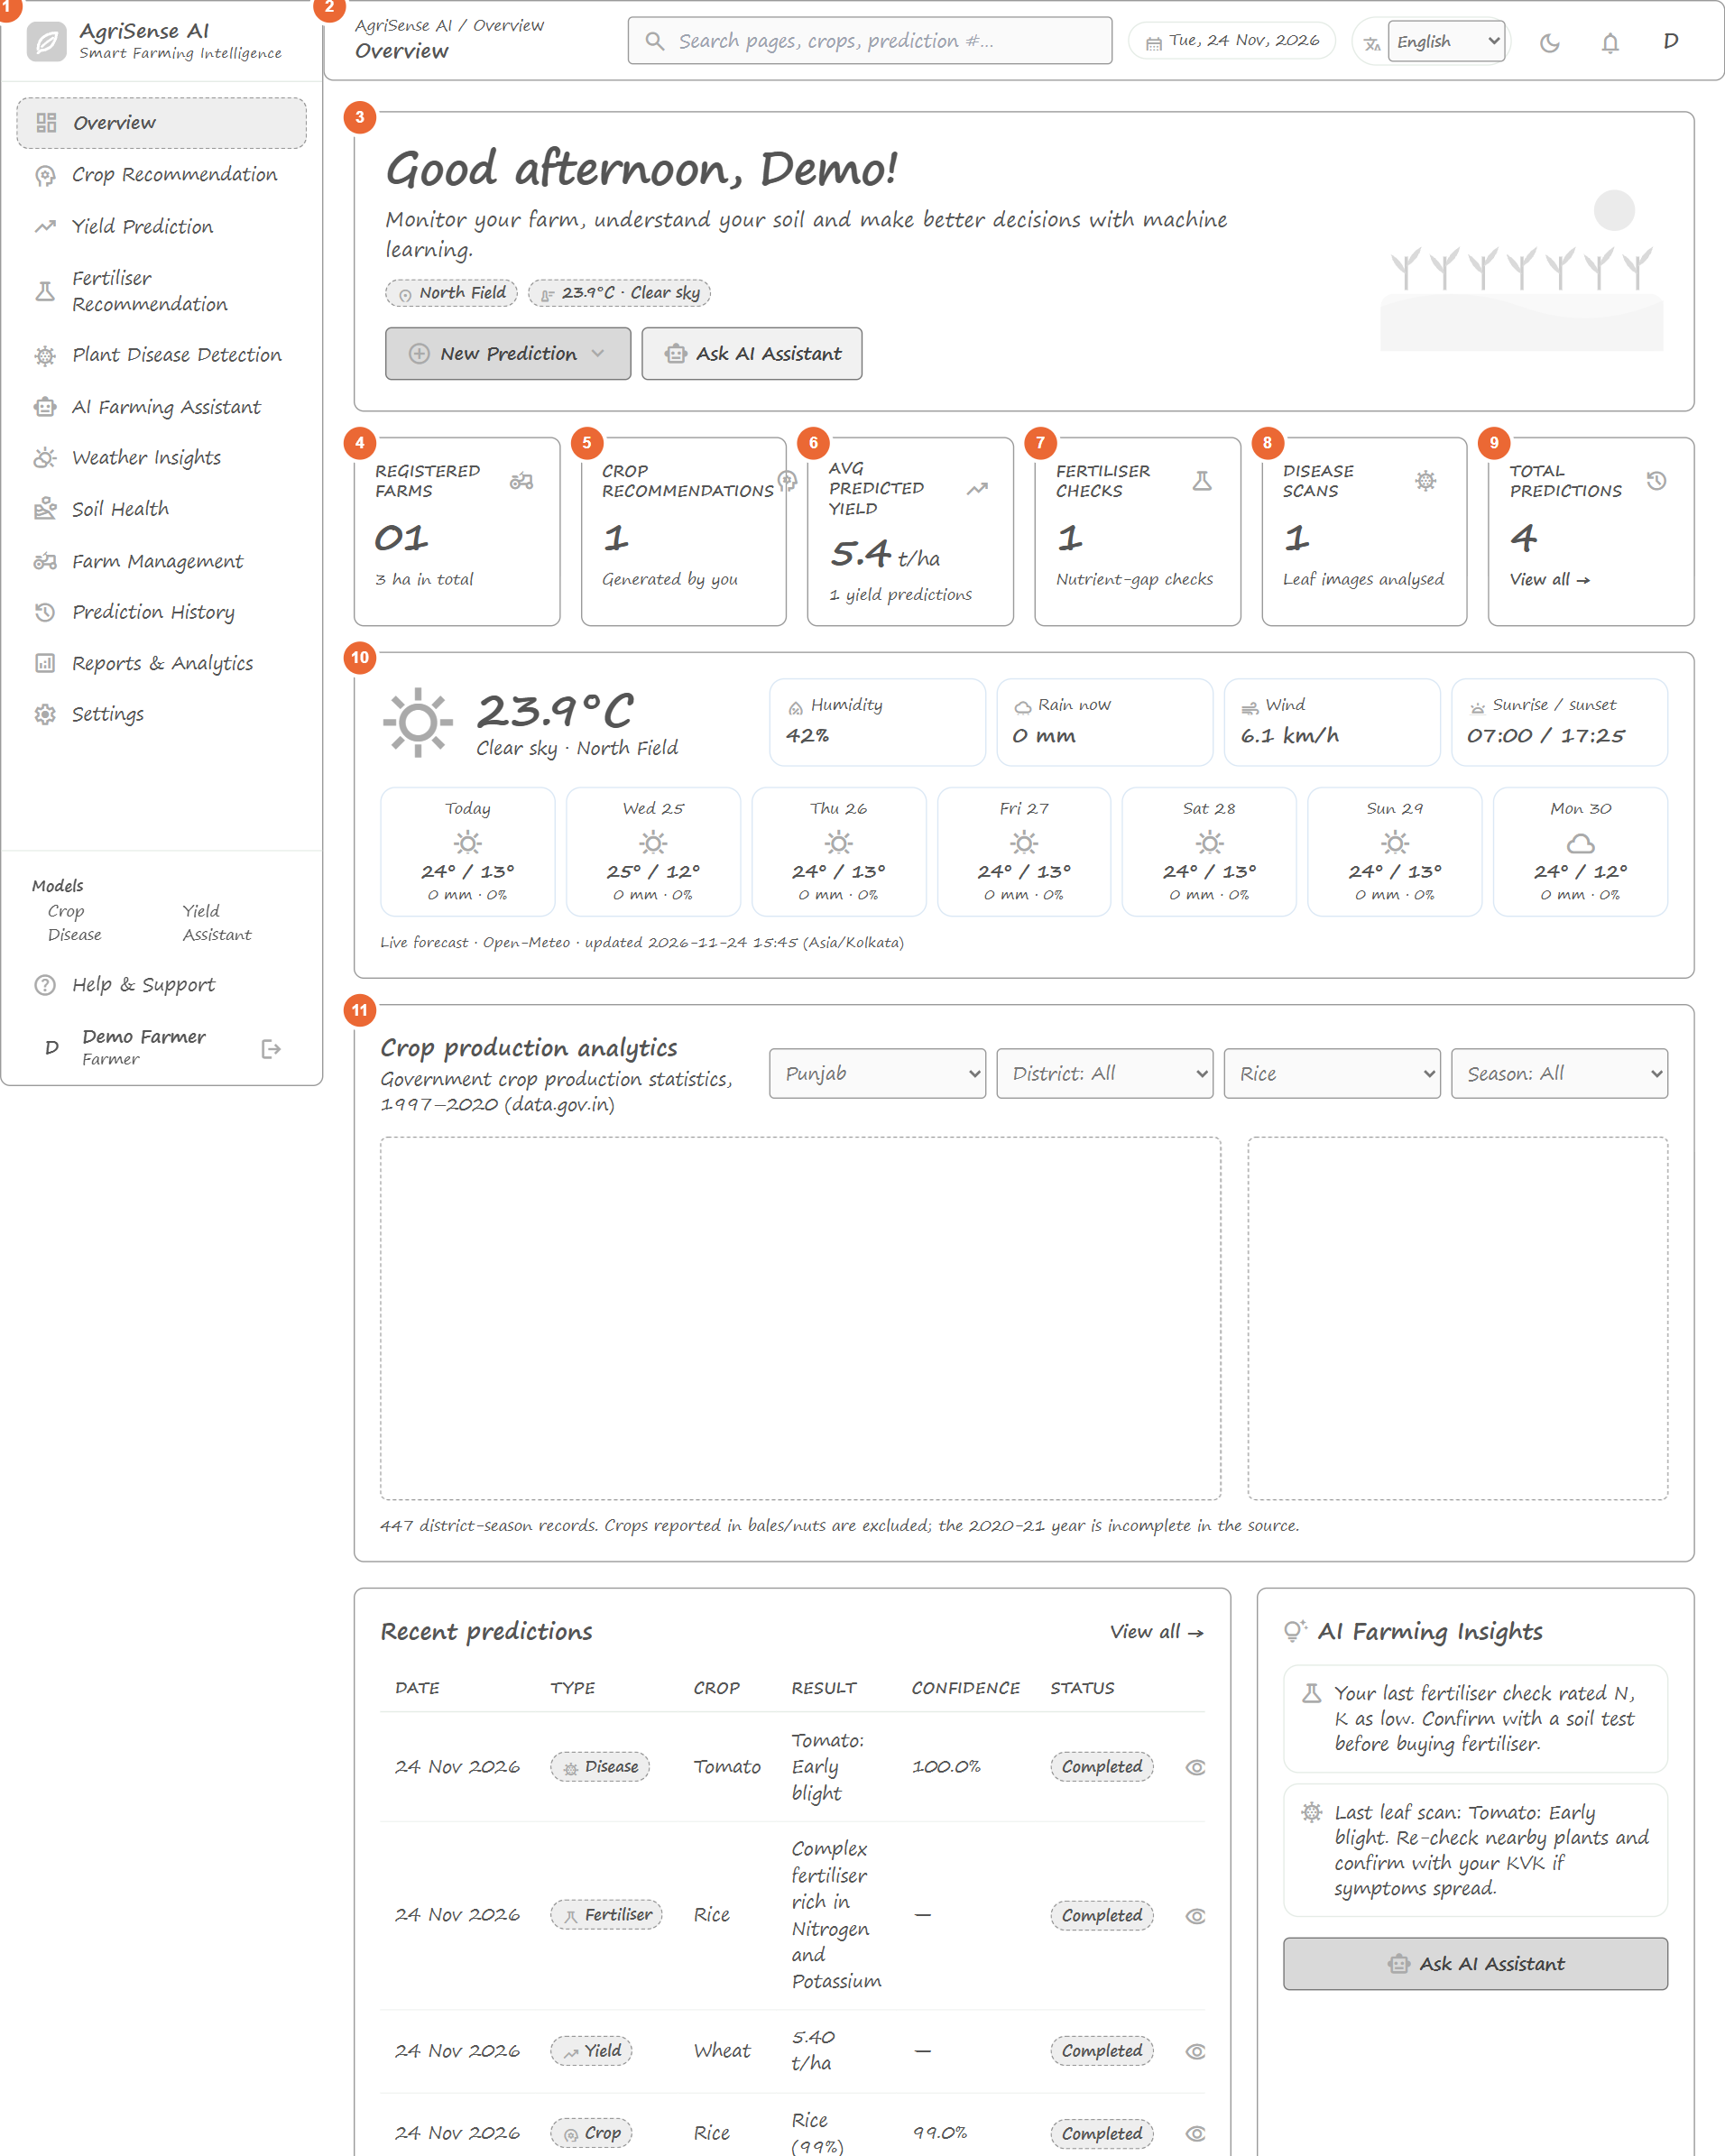 1
AgriSense AI
Smart Farming Intelligence
Overview
Crop Recommendation
Yield Prediction
Fertiliser
Recommendation
Plant Disease Detection
AI Farming Assistant
Weather Insights
Soil Health
Farm Management
Prediction History
Reports & Analytics
Settings
Models
Crop Yield
Disease Assistant
Help & Support
D Demo Farmer
Farmer
2
AgriSense AI / Overview
Overview
Search pages, crops, prediction #...
Tue, 24 Nov, 2026
English
D
3
Good afternoon, Demo!
Monitor your farm, understand your soil and make better decisions with machine
learning.
North Field 23.9°C · Clear sky
New Prediction Ask AI Assistant
4
REGISTERED
FARMS
01
3 ha in total
5
CROP
RECOMMENDATIONS
1
Generated by you
6
AVG
PREDICTED
YIELD
5.4 t/ha
1 yield predictions
7
FERTILISER
CHECKS
1
Nutrient-gap checks
8
DISEASE
SCANS
1
Leaf images analysed
9
TOTAL
PREDICTIONS
4
View all →
10
23.9°C
Clear sky · North Field
Humidity
42%
Rain now
0 mm
Wind
6.1 km/h
Sunrise / sunset
07:00 / 17:25
Today
24° / 13°
0 mm · 0%
Wed 25
25° / 12°
0 mm · 0%
Thu 26
24° / 13°
0 mm · 0%
Fri 27
24° / 13°
0 mm · 0%
Sat 28
24° / 13°
0 mm · 0%
Sun 29
24° / 13°
0 mm · 0%
Mon 30
24° / 12°
0 mm · 0%
Live forecast · Open-Meteo · updated 2026-11-24 15:45 (Asia/Kolkata)
11
Crop production analytics
Government crop production statistics,
1997–2020 (data.gov.in)
Punjab District: All Rice Season: All
447 district-season records. Crops reported in bales/nuts are excluded; the 2020-21 year is incomplete in the source.
Recent predictions View all →
DATE TYPE CROP RESULT CONFIDENCE STATUS
24 Nov 2026 Disease Tomato Tomato:
Early
blight 100.0% Completed
24 Nov 2026 Fertiliser Rice Complex
fertiliser
rich in
Nitrogen
and
Potassium — Completed
24 Nov 2026 Yield Wheat 5.40
t/ha — Completed
24 Nov 2026 Crop Rice Rice
(99%) 99.0% Completed
AI Farming Insights
Your last fertiliser check rated N,
K as low. Confirm with a soil test
before buying fertiliser.
Last leaf scan: Tomato: Early
blight. Re-check nearby plants and
confirm with your KVK if
symptoms spread.
Ask AI Assistant